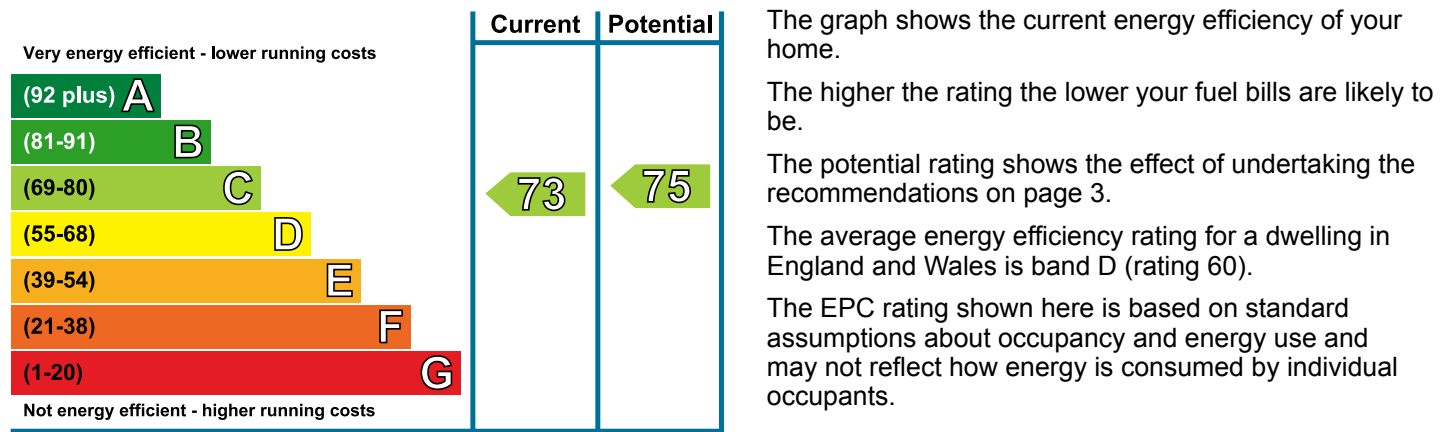 Current Potential
Very energy efficient - lower running costs
(92 plus) A
(81-91) B
(69-80) C
73 75
(55-68) D
(39-54) E
(21-38) F
(1-20) G
Not energy efficient - higher running costs
The graph shows the current energy efficiency of your
home.
The higher the rating the lower your fuel bills are likely to
be.
The potential rating shows the effect of undertaking the
recommendations on page 3.
The average energy efficiency rating for a dwelling in
England and Wales is band D (rating 60).
The EPC rating shown here is based on standard
assumptions about occupancy and energy use and
may not reflect how energy is consumed by individual
occupants.